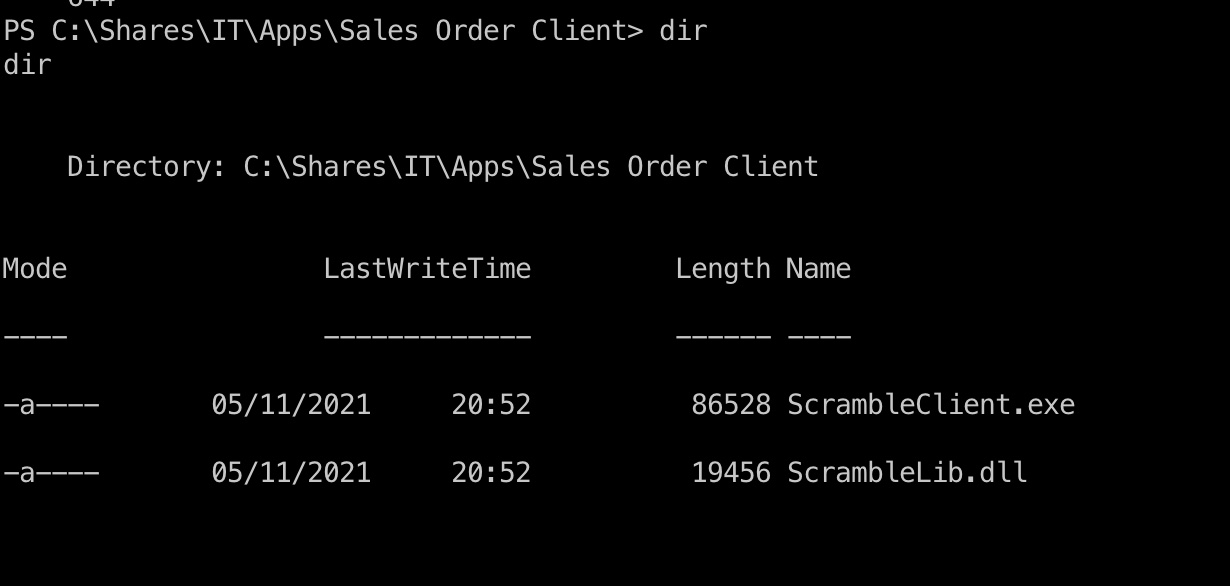 PS C:\Shares\IT\Apps\Sales Order Client> dir
dir
Directory: C:\Shares\IT\Apps\Sales Order Client
Mode LastWriteTime Length Name
---- ------------- ------ ----
-a---- 05/11/2021 20:52 86528 ScrambleClient.exe
-a---- 05/11/2021 20:52 19456 ScrambleLib.dll